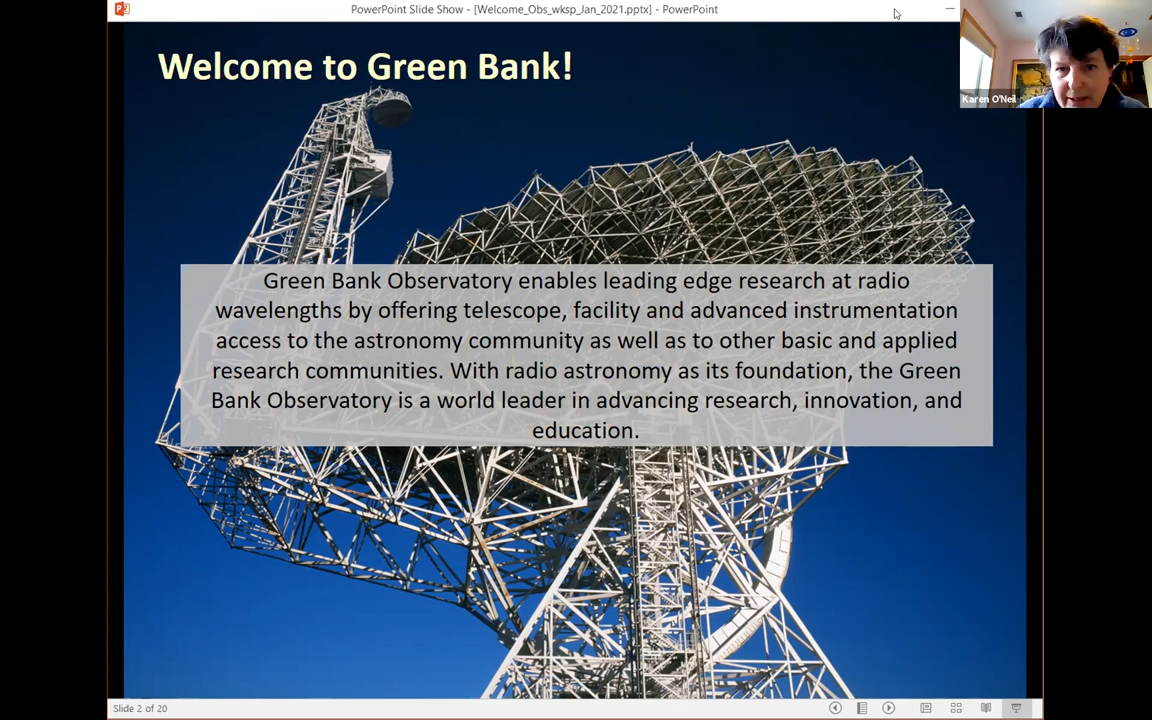 PowerPoint Slide Show - [Welcome_Obs_wksp_Jan_2021.pptx] - PowerPoint
Karen O'Neil
Welcome to Green Bank!
Green Bank Observatory enables leading edge research at radio
wavelengths by offering telescope, facility and advanced instrumentation
access to the astronomy community as well as to other basic and applied
research communities. With radio astronomy as its foundation, the Green
Bank Observatory is a world leader in advancing research, innovation, and
education.
Slide 2 of 20